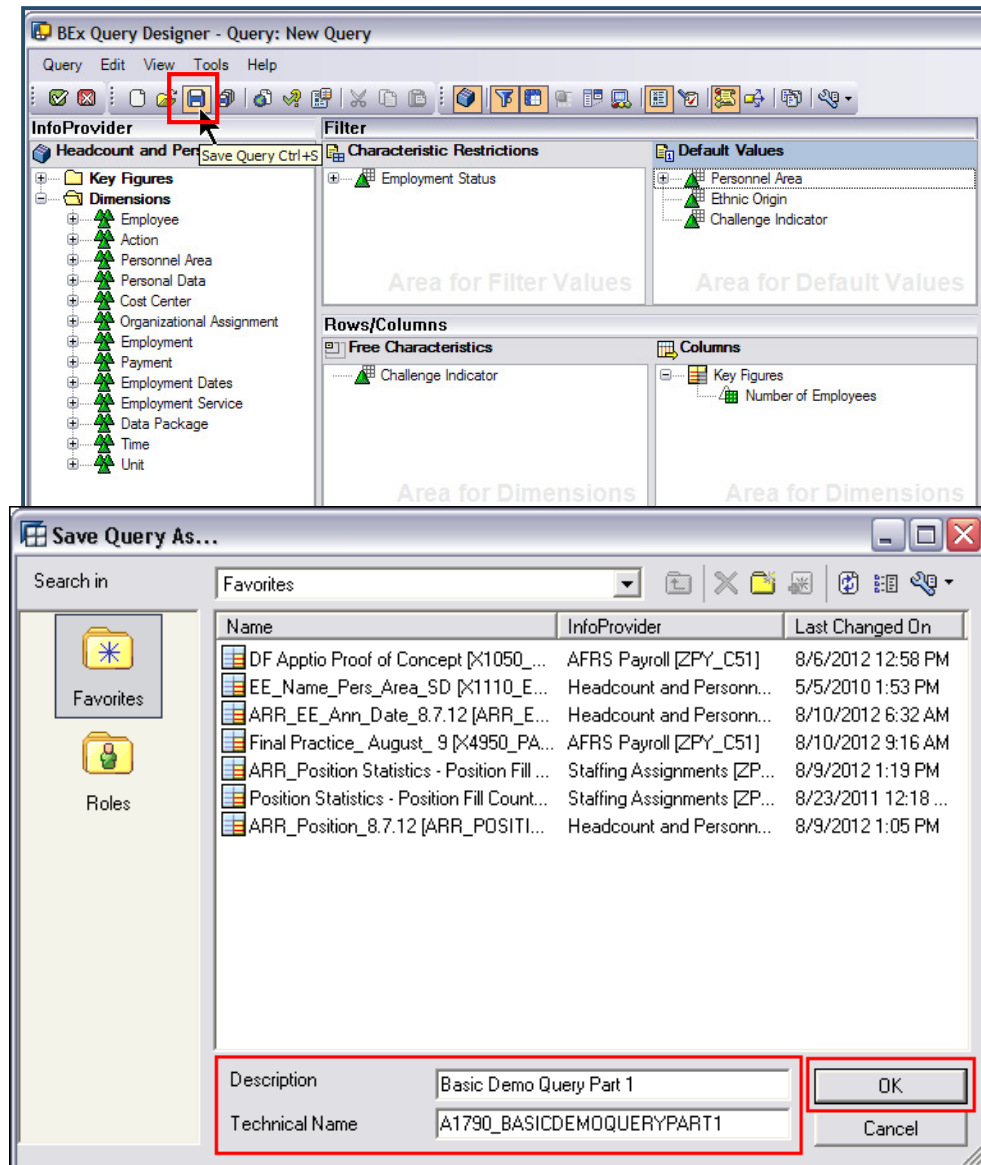 BEx Query Designer - Query: New Query
Query Edit View Tools Help
InfoProvider
Filter
Headcount and Per
Save Query Ctrl+S
Characteristic Restrictions
Default Values
Key Figures
Dimensions
Employee
Action
Personnel Area
Personal Data
Cost Center
Organizational Assignment
Employment
Payment
Employment Dates
Employment Service
Data Package
Time
Unit
Employment Status
Area for Filter Values
Personnel Area
Ethnic Origin
Challenge Indicator
Area for Default Values
Rows/Columns
Free Characteristics
Columns
Challenge Indicator
Key Figures
Number of Employees
Area for Dimensions
Area for Dimensions
Save Query As...
Search in
Favorites
Favorites
Roles
Name InfoProvider Last Changed On
DF Apptio Proof of Concept [X1050_... AFRS Payroll [ZPY_C51] 8/6/2012 12:58 PM
EE_Name_Pers_Area_SD [X1110_E... Headcount and Personn... 5/5/2010 1:53 PM
ARR_EE_Ann_Date_8.7.12 [ARR_E... Headcount and Personn... 8/10/2012 6:32 AM
Final Practice_ August_ 9 [X4950_PA... AFRS Payroll [ZPY_C51] 8/10/2012 9:16 AM
ARR_Position Statistics - Position Fill ... Staffing Assignments [ZP... 8/9/2012 1:19 PM
Position Statistics - Position Fill Count... Staffing Assignments [ZP... 8/23/2011 12:18 ...
ARR_Position_8.7.12 [ARR_POSITI... Headcount and Personn... 8/9/2012 1:05 PM
Description Basic Demo Query Part 1
OK
Technical Name A1790_BASICDEMOQUERYPART1
Cancel